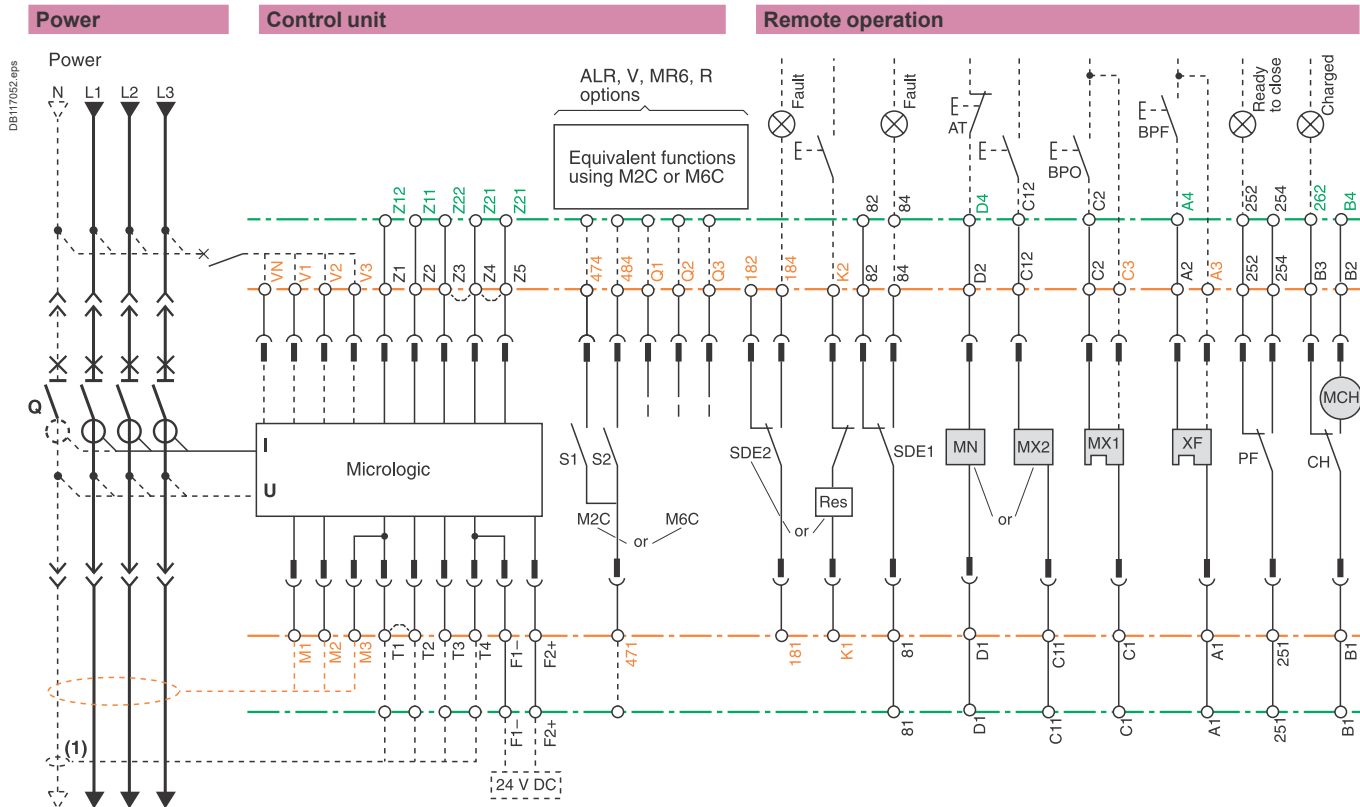 Power
Control unit
Remote operation
DB117052.eps
Power
N L1 L2 L3
ALR, V, MR6, R
options
Equivalent functions
using M2C or M6C
Fault
Fault
AT
BPO
BPF
Ready
to close
Charged
Z12 Z11 Z22 Z21 Z21
82 84 D4 C12 C2 A4 252 254 262 B4
VN V1 V2 V3 Z1 Z2 Z3 Z4 Z5 474 484 Q1 Q2 Q3 182 184 K2 82 84 D2 C12 C2 C3 A2 A3 252 254 B3 B2
Q
I
U
Micrologic
S1 S2
M2C or M6C
SDE2
or
Res
SDE1
MN
MX2
or
MX1
XF
PF
CH
MCH
M1 M2 M3 T1 T2 T3 T4 F1– F2+ 471 181 K1 81 D1 C11 C1 A1 251 B1
(1)
F1– F2+ 81 D1 C11 C1 A1 251 B1
24 V DC